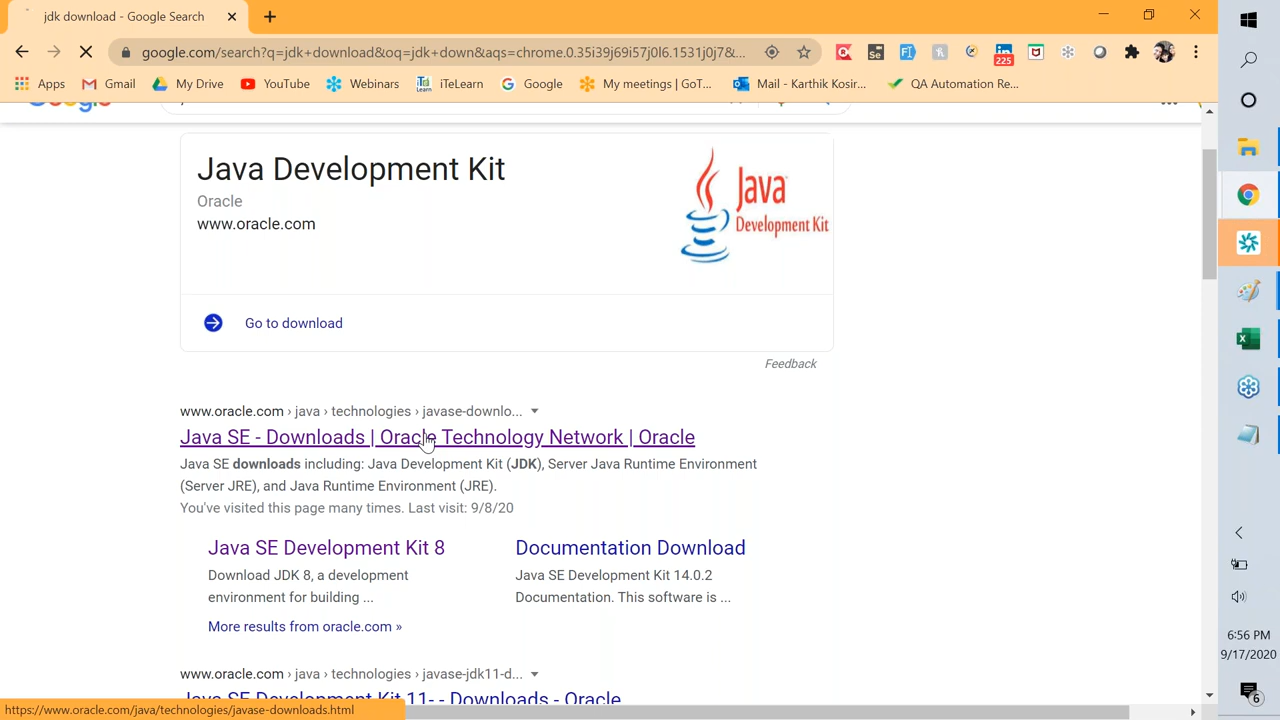 jdk download - Google Search
google.com/search?q=jdk+download&oq=jdk+down&aqs=chrome.0.35i39j69i57j0l6.1531j0j7&...
225
Apps
Gmail
My Drive
YouTube
Webinars
iTeLearn
Google
My meetings | GoT...
Mail - Karthik Kosir...
QA Automation Re...
Java Development Kit
Oracle
www.oracle.com
Java
Development Kit
Go to download
Feedback
www.oracle.com › java › technologies › javase-downlo...
Java SE - Downloads | Oracle Technology Network | Oracle
Java SE downloads including: Java Development Kit (JDK), Server Java Runtime Environment
(Server JRE), and Java Runtime Environment (JRE).
You've visited this page many times. Last visit: 9/8/20
Java SE Development Kit 8
Download JDK 8, a development
environment for building ...
Documentation Download
Java SE Development Kit 14.0.2
Documentation. This software is ...
More results from oracle.com »
www.oracle.com › java › technologies › javase-jdk11-d...
Java SE Development Kit 11- - Downloads - Oracle
https://www.oracle.com/java/technologies/javase-downloads.html
6:56 PM
9/17/2020
6